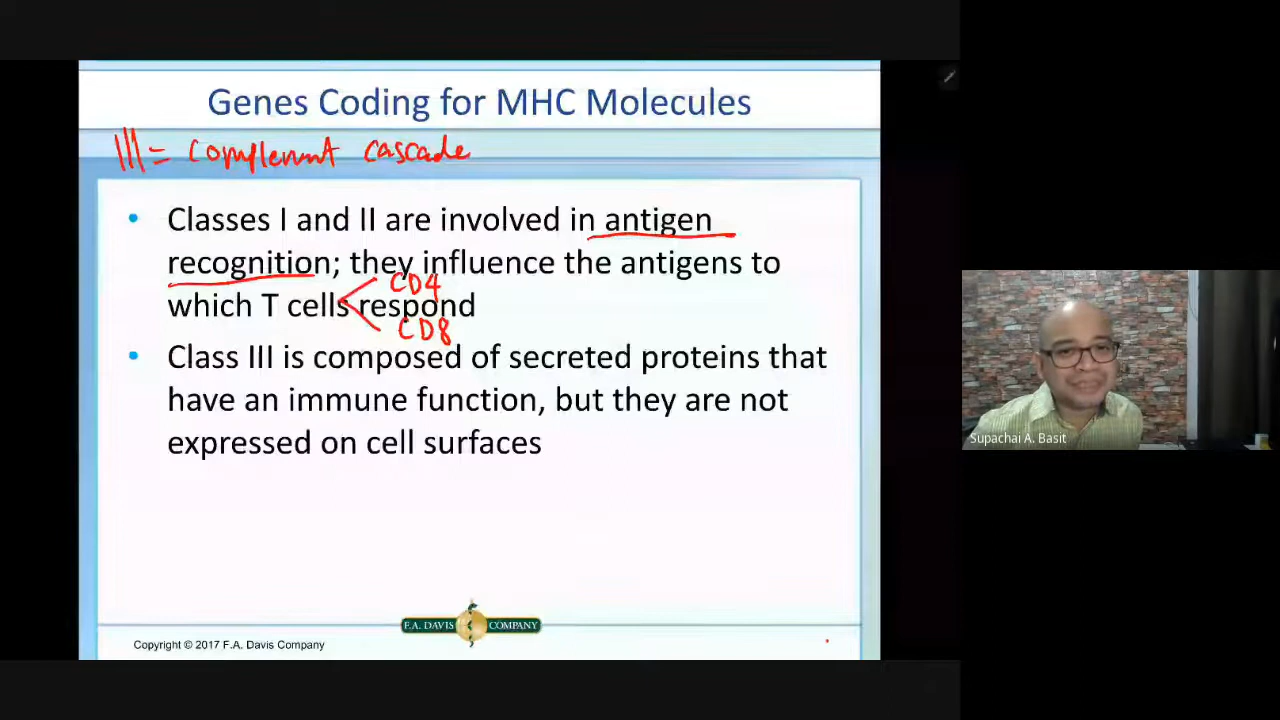 Genes Coding for MHC Molecules
III = complement cascade
• Classes I and II are involved in antigen
recognition; they influence the antigens to
CD4
which T cells respond
CD8
• Class III is composed of secreted proteins that
have an immune function, but they are not
expressed on cell surfaces
Supachai A. Basit
F.A. DAVIS COMPANY
Copyright © 2017 F.A. Davis Company